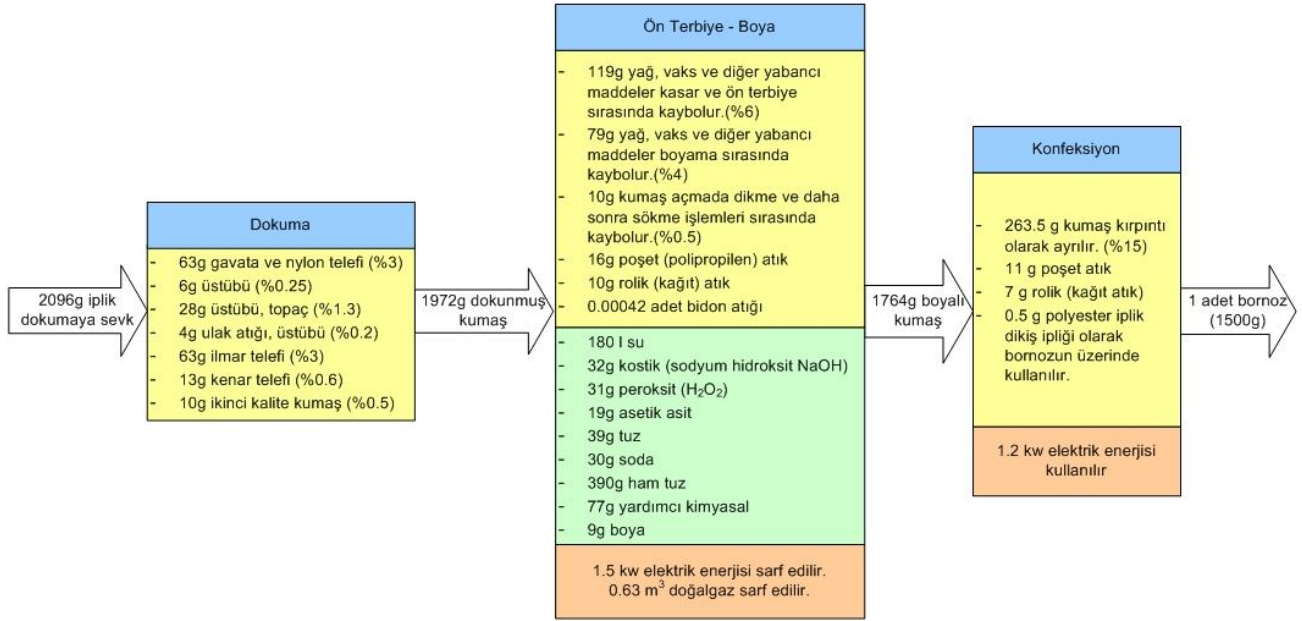 2096g iplik
dokumaya sevk
Dokuma
- 63g gavata ve nylon telefi (%3)
- 6g üstübü (%0.25)
- 28g üstübü, topaç (%1.3)
- 4g ulak atığı, üstübü (%0.2)
- 63g ilmar telefi (%3)
- 13g kenar telefi (%0.6)
- 10g ikinci kalite kumaş (%0.5)
1972g dokunmuş
kumaş
Ön Terbiye - Boya
- 119g yağ, vaks ve diğer yabancı
maddeler kasar ve ön terbiye
sırasında kaybolur.(%6)
- 79g yağ, vaks ve diğer yabancı
maddeler boyama sırasında
kaybolur.(%4)
- 10g kumaş açmada dikme ve daha
sonra sökme işlemleri sırasında
kaybolur.(%0.5)
- 16g poşet (polipropilen) atık
- 10g rolik (kağıt) atık
- 0.00042 adet bidon atığı
- 180 l su
- 32g kostik (sodyum hidroksit NaOH)
- 31g peroksit (H₂O₂)
- 19g asetik asit
- 39g tuz
- 30g soda
- 390g ham tuz
- 77g yardımcı kimyasal
- 9g boya
1.5 kw elektrik enerjisi sarf edilir.
0.63 m³ doğalgaz sarf edilir.
1764g boyalı
kumaş
Konfeksiyon
- 263.5 g kumaş kırpıntı
olarak ayrılır. (%15)
- 11 g poşet atık
- 7 g rolik (kağıt atık)
- 0.5 g polyester iplik
dikiş ipliği olarak
bornozun üzerinde
kullanılır.
1.2 kw elektrik enerjisi
kullanılır
1 adet bornoz
(1500g)